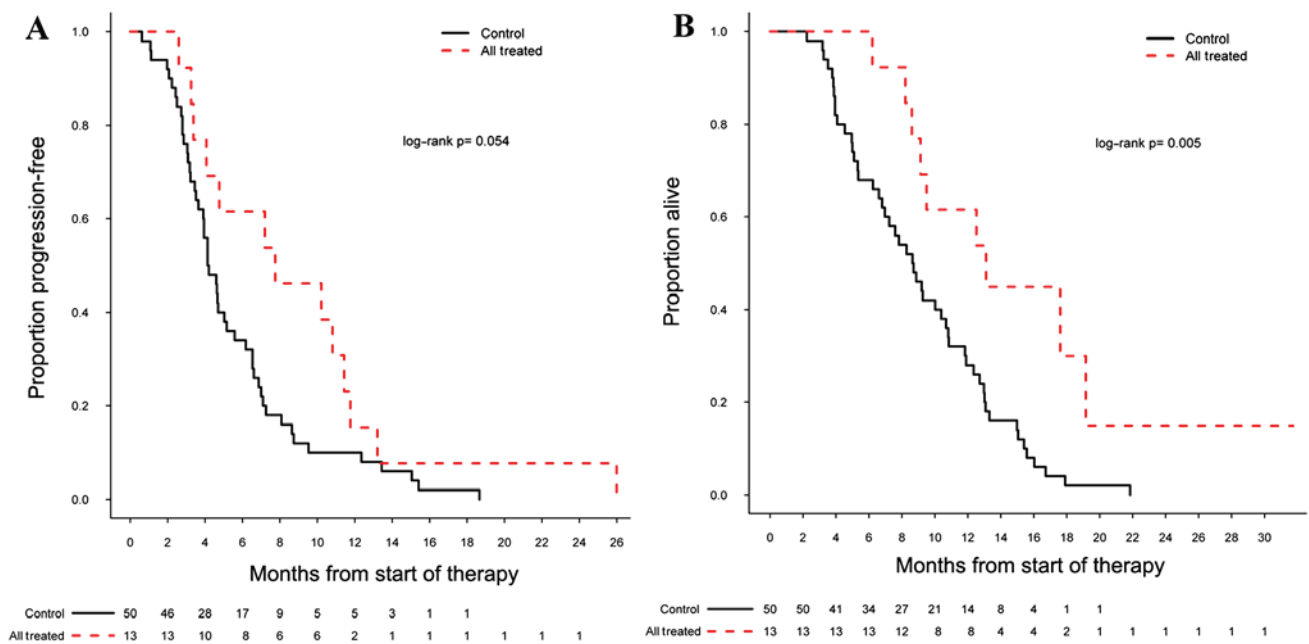 A
Control
All treated
log-rank p= 0.054
Proportion progression-free
1.0
0.8
0.6
0.4
0.2
0.0
0 2 4 6 8 10 12 14 16 18 20 22 24 26
Months from start of therapy
Control 50 46 28 17 9 5 5 3 1 1
All treated 13 13 10 8 6 6 2 1 1 1 1 1 1
B
Control
All treated
log-rank p= 0.005
Proportion alive
1.0
0.8
0.6
0.4
0.2
0.0
0 2 4 6 8 10 12 14 16 18 20 22 24 26 28 30
Months from start of therapy
Control 50 50 41 34 27 21 14 8 4 1 1
All treated 13 13 13 13 12 8 8 4 4 2 1 1 1 1 1 1